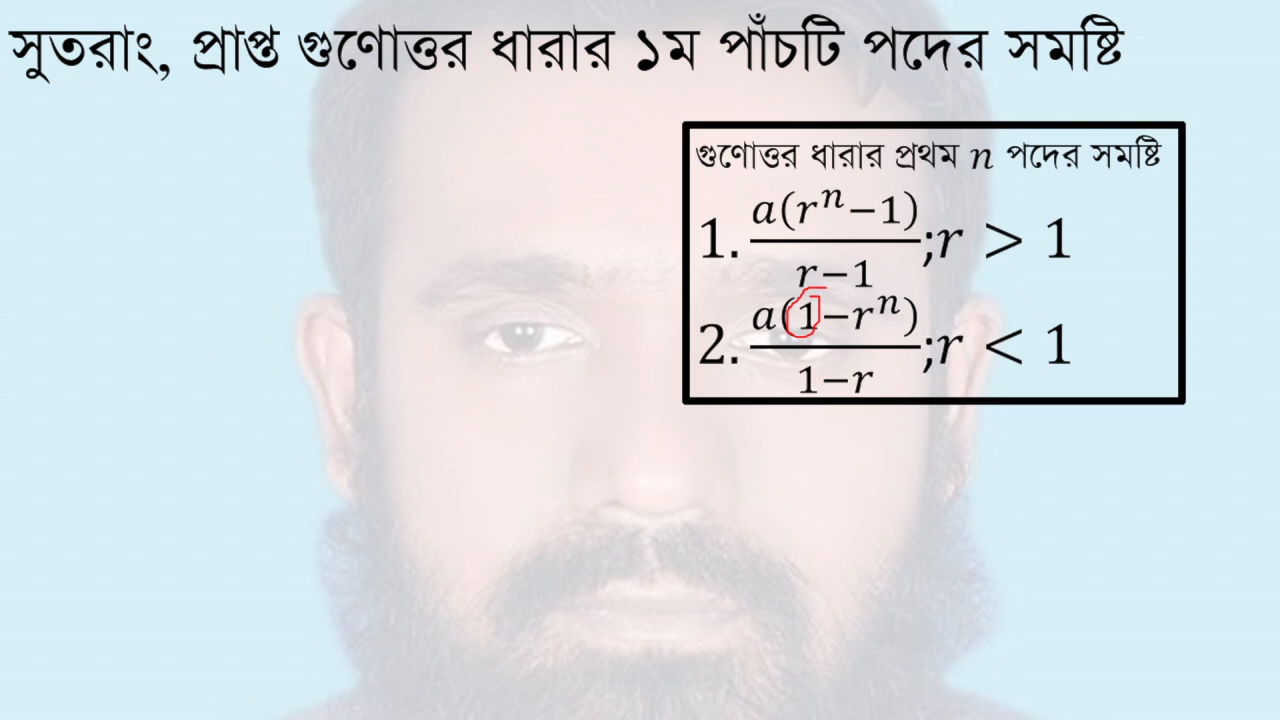 সুতরাং, প্রাপ্ত গুণোত্তর ধারার ১ম পাঁচটি পদের সমষ্টি
গুণোত্তর ধারার প্রথম n পদের সমষ্টি
1. a(rⁿ−1)/r−1 ;r > 1
2. a(1−rⁿ)/1−r ;r < 1